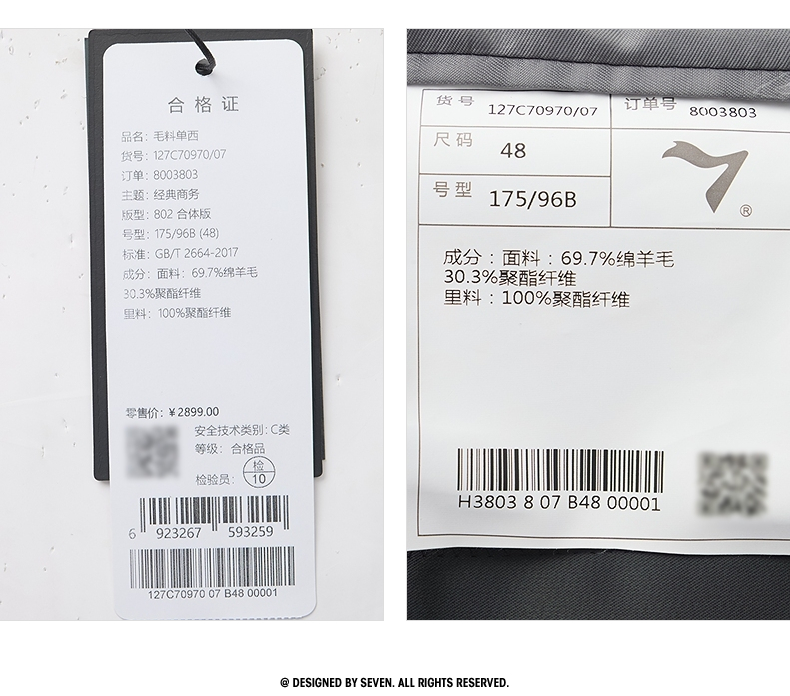 合格证
品名: 毛料单西
货号: 127C70970/07
订单: 8003803
主题: 经典商务
版型: 802 合体版
号型: 175/96B (48)
标准: GB/T 2664-2017
成分: 面料: 69.7%绵羊毛
30.3%聚酯纤维
里料: 100%聚酯纤维
零售价: ¥2899.00
安全技术类别: C类
等级: 合格品
检验员: 检 10
6 923267 593259
127C70970 07 B48 00001
货号 127C70970/07 订单号 8003803
尺码 48
号型 175/96B
®
成分：面料：69.7%绵羊毛
30.3%聚酯纤维
里料：100%聚酯纤维
H3803 8 07 B48 00001
@ DESIGNED BY SEVEN. ALL RIGHTS RESERVED.